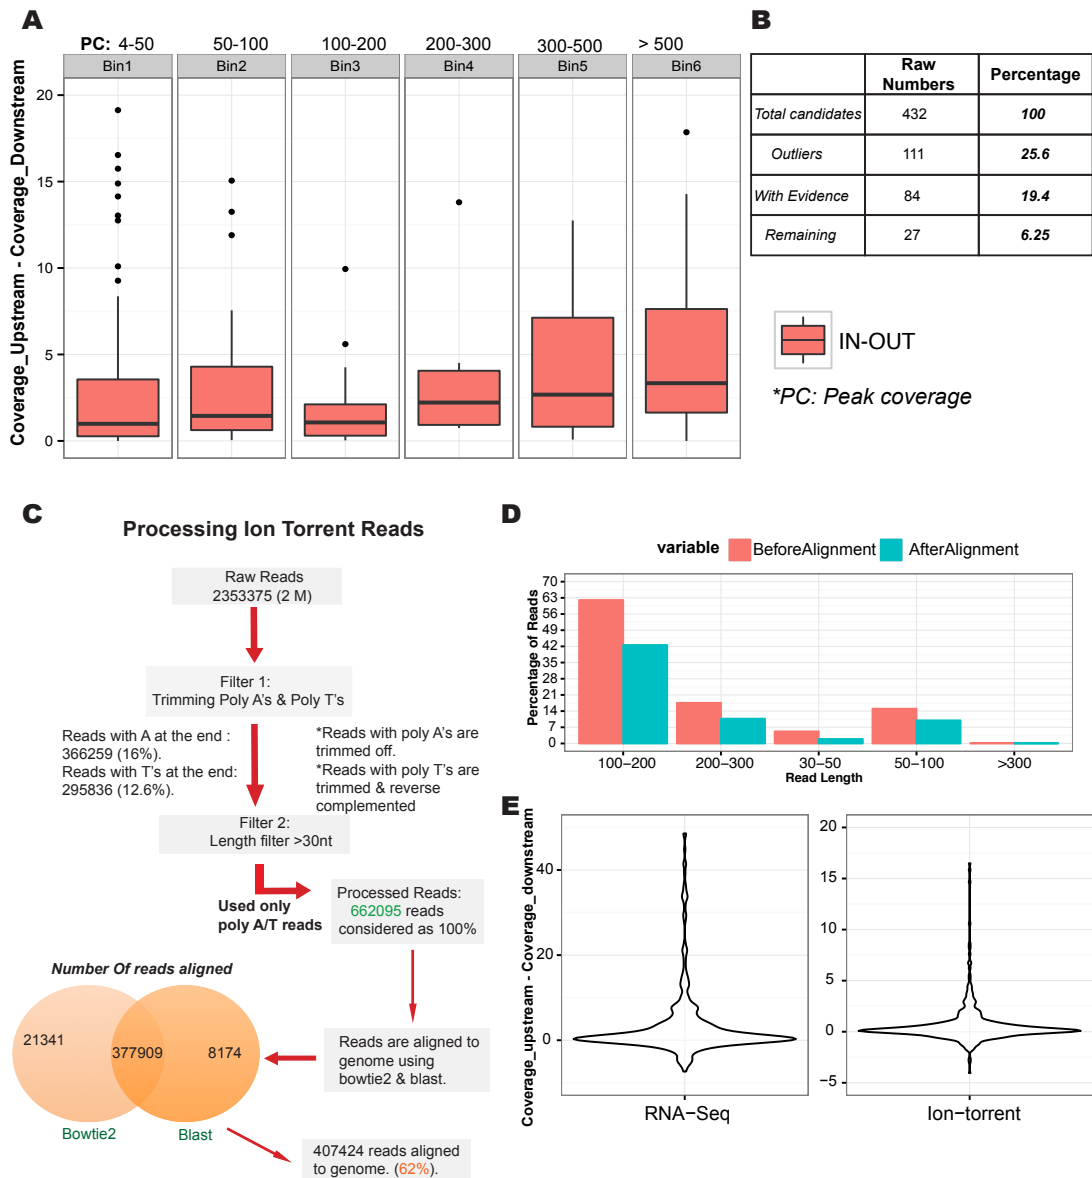 A
PC: 4-50 50-100 100-200 200-300 300-500 > 500
Bin1 Bin2 Bin3 Bin4 Bin5 Bin6
Coverage_Upstream - Coverage_Downstream
20
15
10
5
0
B
Raw Numbers Percentage
Total candidates 432 100
Outliers 111 25.6
With Evidence 84 19.4
Remaining 27 6.25
IN-OUT
*PC: Peak coverage
C
Processing Ion Torrent Reads
Raw Reads
2353375 (2 M)
Filter 1:
Trimming Poly A's & Poly T's
Reads with A at the end :
366259 (16%).
Reads with T's at the end:
295836 (12.6%).
*Reads with poly A's are
trimmed off.
*Reads with poly T's are
trimmed & reverse
complemented
Filter 2:
Length filter >30nt
Used only
poly A/T reads
Processed Reads:
662095 reads
considered as 100%
Number Of reads aligned
21341 377909 8174
Bowtie2 Blast
Reads are aligned to
genome using
bowtie2 & blast.
407424 reads aligned
to genome. (62%).
D
variable BeforeAlignment AfterAlignment
Percentage of Reads
70
63
56
49
42
35
28
21
14
7
0
100−200 200−300 30−50 50−100 >300
Read Length
E
Coverage_upstream - Coverage_downstream
40
20
0
RNA−Seq
20
15
10
5
0
−5
Ion−torrent